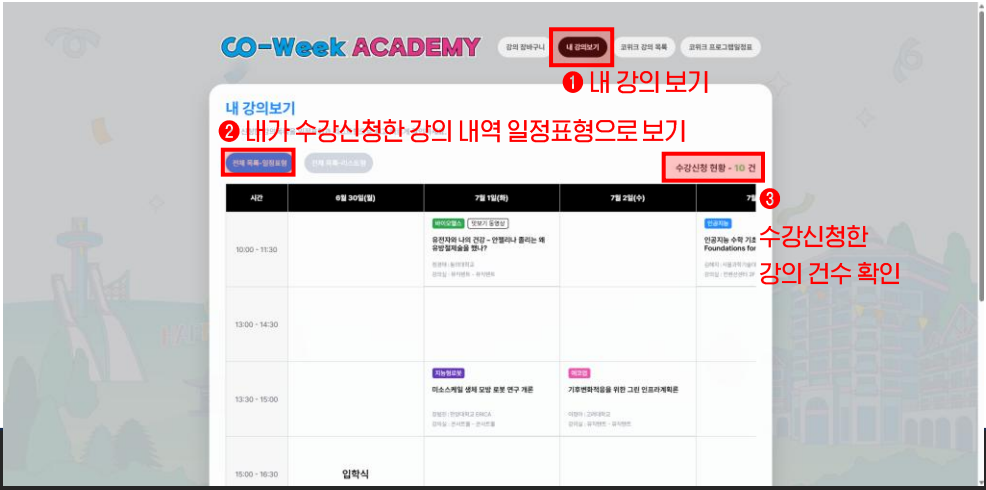 CO-Week ACADEMY
강의 장바구니
내 강의보기
코위크 강의 목록
코위크 프로그램일정표
❶ 내 강의 보기
내 강의보기
❷ 내가 수강신청한 강의 내역 일정표형으로 보기
전체 목록-일정표형
전체 목록-리스트형
수강신청 현황 - 10 건
❸
수강신청한
강의 건수 확인
시간
6월 30일(월)
7월 1일(화)
7월 2일(수)
10:00 - 11:30
바이오헬스
맛보기 동영상
유전자와 나의 건강 - 안젤리나 졸리는 왜
유방절제술을 했나?
인공지능
인공지능 수학 기초
Foundations for
13:00 - 14:30
13:30 - 15:00
지능형로봇
미소스케일 생체 모방 로봇 연구 개론
에코업
기후변화적응을 위한 그린 인프라계획론
15:00 - 16:30
입학식